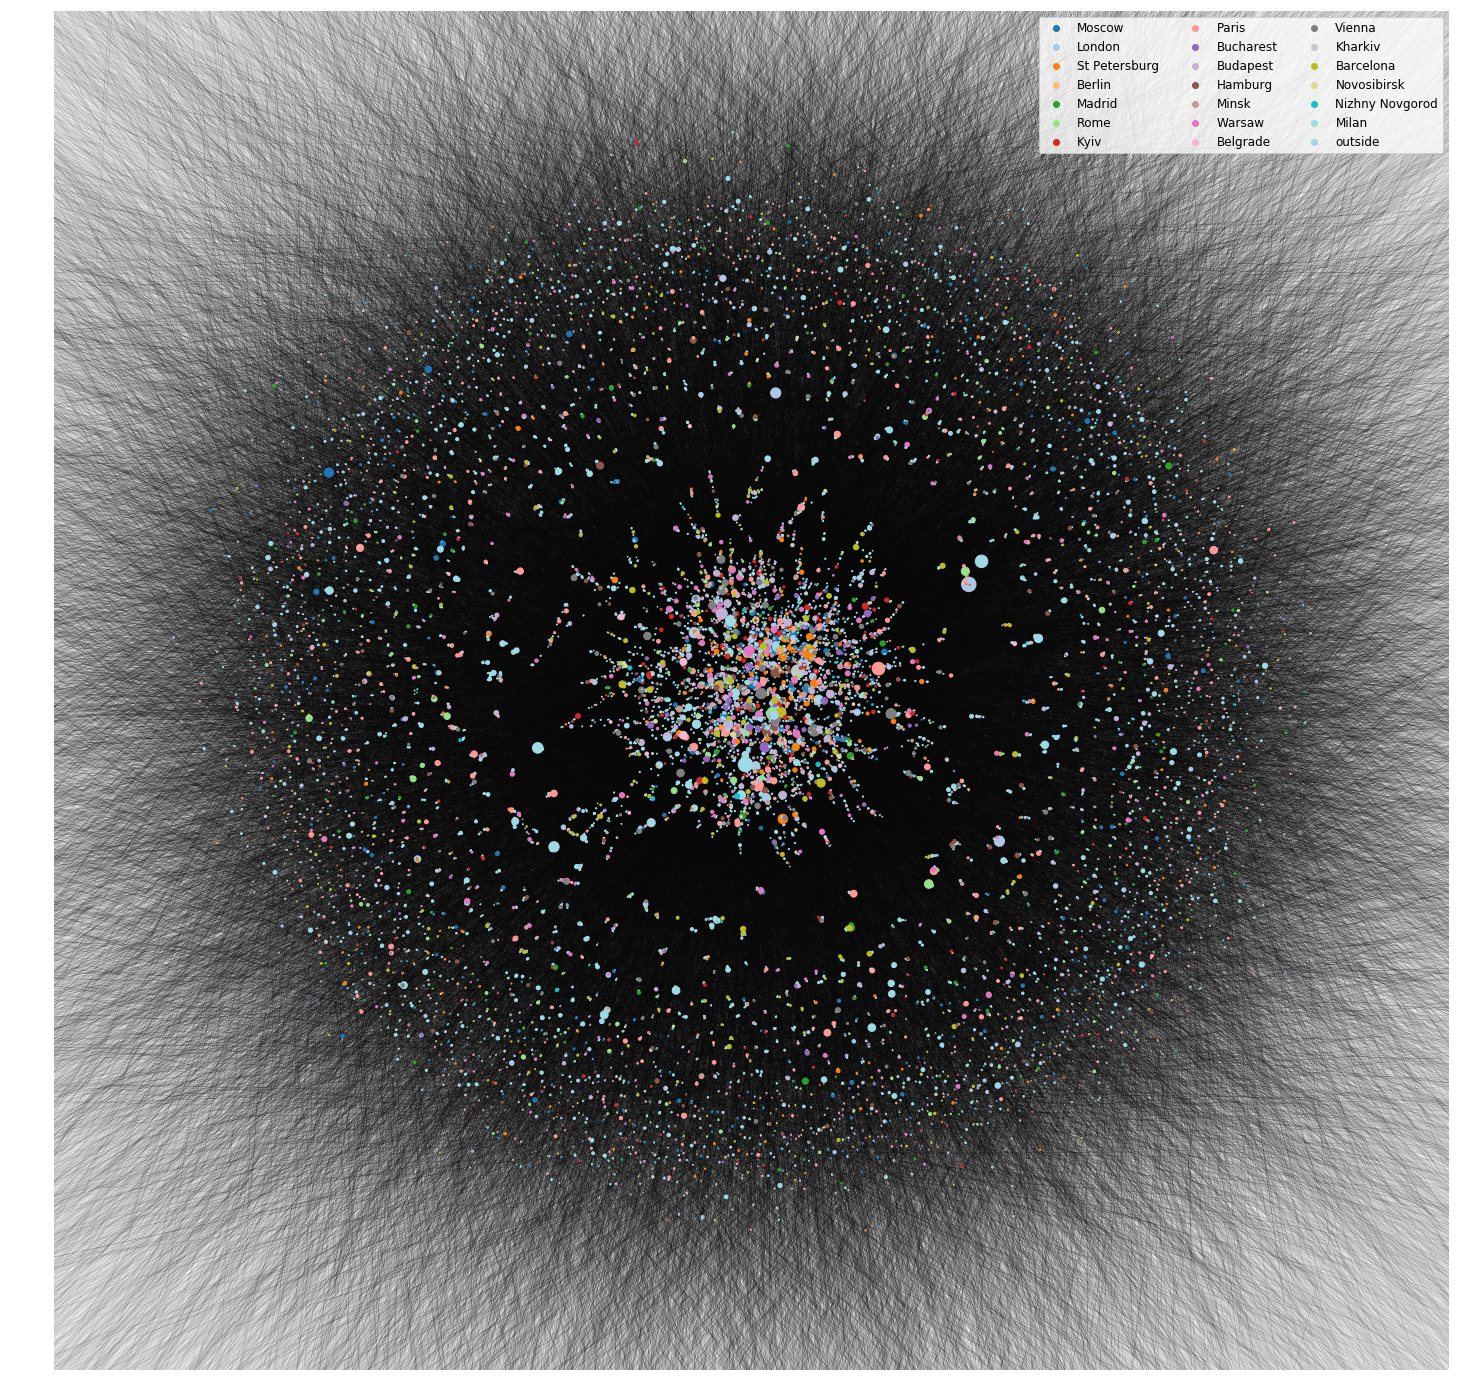 Moscow
London
St Petersburg
Berlin
Madrid
Rome
Kyiv
Paris
Bucharest
Budapest
Hamburg
Minsk
Warsaw
Belgrade
Vienna
Kharkiv
Barcelona
Novosibirsk
Nizhny Novgorod
Milan
outside